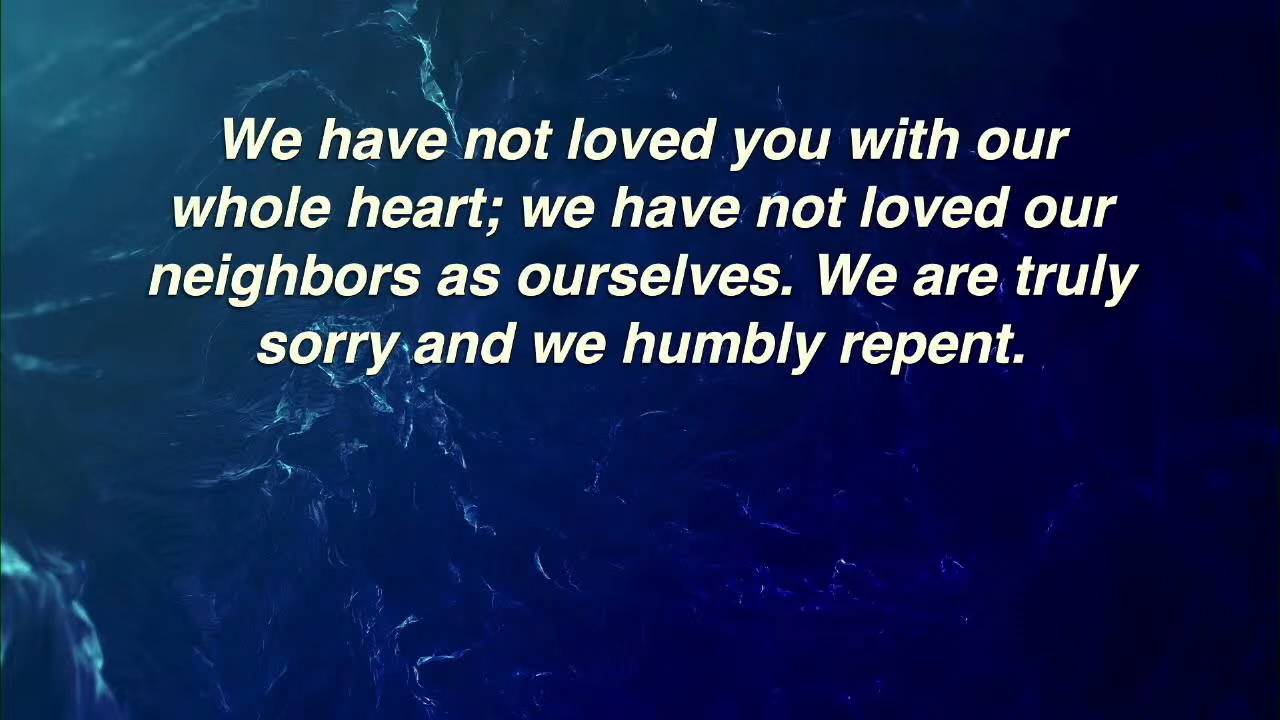 We have not loved you with our
whole heart; we have not loved our
neighbors as ourselves. We are truly
sorry and we humbly repent.